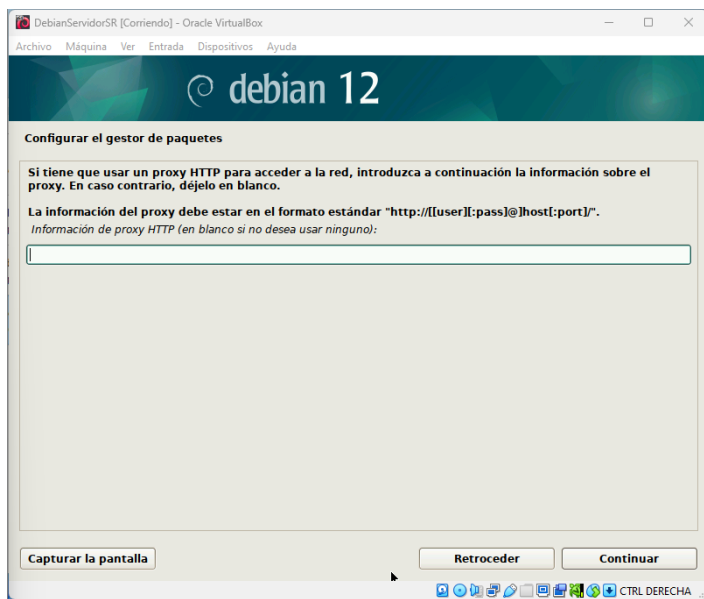 DebianServidorSR [Corriendo] - Oracle VirtualBox
Archivo Máquina Ver Entrada Dispositivos Ayuda
debian 12
Configurar el gestor de paquetes
Si tiene que usar un proxy HTTP para acceder a la red, introduzca a continuación la información sobre el
proxy. En caso contrario, déjelo en blanco.
La información del proxy debe estar en el formato estándar "http://[[user][:pass]@]host[:port]/".
Información de proxy HTTP (en blanco si no desea usar ninguno):
Capturar la pantalla Retroceder Continuar
CTRL DERECHA